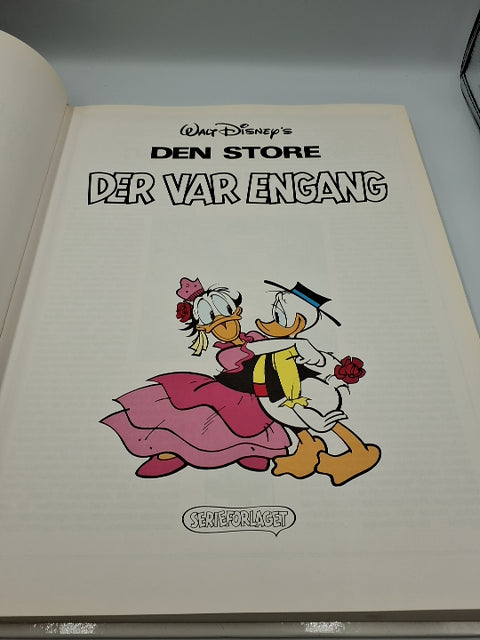 WALT DISNEY'S
DEN STORE
DER VAR ENGANG
SERIEFORLAGET